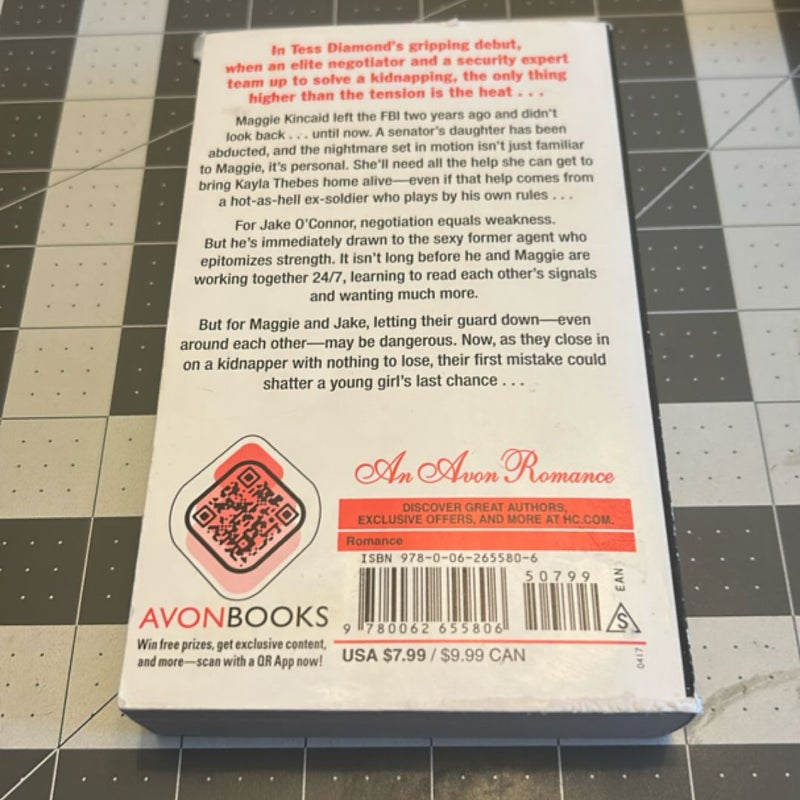 In Tess Diamond's gripping debut,
when an elite negotiator and a security expert
team up to solve a kidnapping, the only thing
higher than the tension is the heat . . .
Maggie Kincaid left the FBI two years ago and didn't
look back . . . until now. A senator's daughter has been
abducted, and the nightmare set in motion isn't just familiar
to Maggie, it's personal. She'll need all the help she can get to
bring Kayla Thebes home alive—even if that help comes from
a hot-as-hell ex-soldier who plays by his own rules . . .
For Jake O'Connor, negotiation equals weakness.
But he's immediately drawn to the sexy former agent who
epitomizes strength. It isn't long before he and Maggie are
working together 24/7, learning to read each other's signals
and wanting much more.
But for Maggie and Jake, letting their guard down—even
around each other—may be dangerous. Now, as they close in
on a kidnapper with nothing to lose, their first mistake could
shatter a young girl's last chance . . .
An Avon Romance
DISCOVER GREAT AUTHORS,
EXCLUSIVE OFFERS, AND MORE AT HC.COM.
Romance
ISBN 978-0-06-265580-6
50799
EAN
S
9 780062 655806
USA $7.99 / $9.99 CAN
0417
AVONBOOKS
Win free prizes, get exclusive content,
and more—scan with a QR App now!